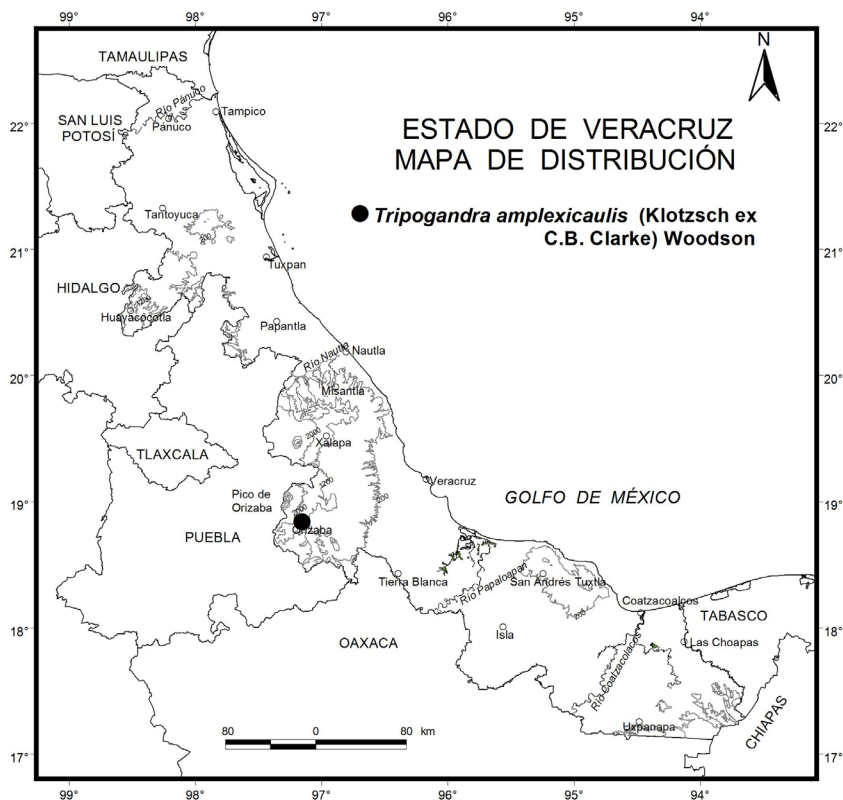 99° 98° 97° 96° 95° 94°
N
TAMAULIPAS
Río Pánuco
Tampico
SAN LUIS
POTOSÍ
Pánuco
22° 22°
ESTADO DE VERACRUZ
MAPA DE DISTRIBUCIÓN
Tripogandra amplexicaulis (Klotzsch ex
C.B. Clarke) Woodson
Tantoyuca
200
21° 21°
Tuxpan
HIDALGO
Huayacocotla
Papantla
Río Nautla
Nautla
20° 20°
Misantla
2000
Xalapa
TLAXCALA
Veracruz
200
Pico de
Orizaba
GOLFO DE MÉXICO
19° 19°
Orizaba
PUEBLA
Tierra Blanca
Río Papaloapan
San Andrés Tuxtla
200
Coatzacoalcos
TABASCO
18° 18°
Isla
OAXACA
Las Choapas
Río Coatzacoalcos
Uxpanapa
CHIAPAS
80 0 80 km
17° 17°
99° 98° 97° 96° 95° 94°